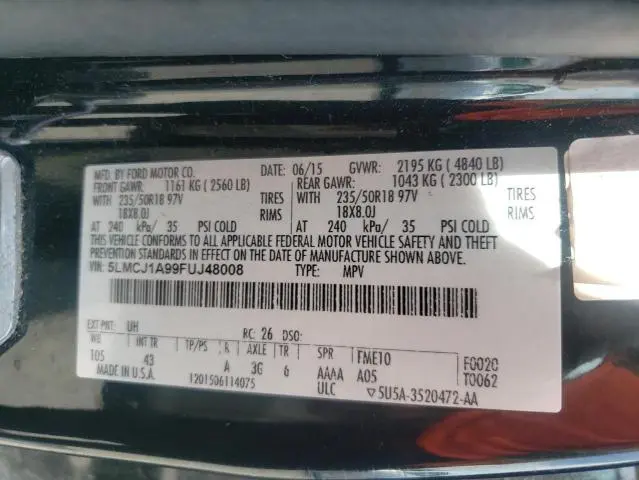 MFD. BY FORD MOTOR CO.
DATE: 06/15 GVWR: 2195 KG ( 4840 LB)
FRONT GAWR: 1161 KG ( 2560 LB) REAR GAWR: 1043 KG ( 2300 LB)
WITH 235/50R18 97V TIRES WITH 235/50R18 97V TIRES
18X8.0J RIMS 18X8.0J RIMS
AT 240 kPa/ 35 PSI COLD AT 240 kPa/ 35 PSI COLD
THIS VEHICLE CONFORMS TO ALL APPLICABLE FEDERAL MOTOR VEHICLE SAFETY AND THEFT
PREVENTION STANDARDS IN EFFECT ON THE DATE OF MANUFACTURE SHOWN ABOVE.
VIN: 5LMCJ1A99FUJ48008 TYPE: MPV
EXT PNT: UH RC: 26 DSO:
WB INT TR TP/PS R AXLE TR SPR FME10 F0020
105 43 A 3G 6 AAAA A05 T0062
MADE IN U.S.A. 1201506114075 ULC ▽5U5A-3520472-AA